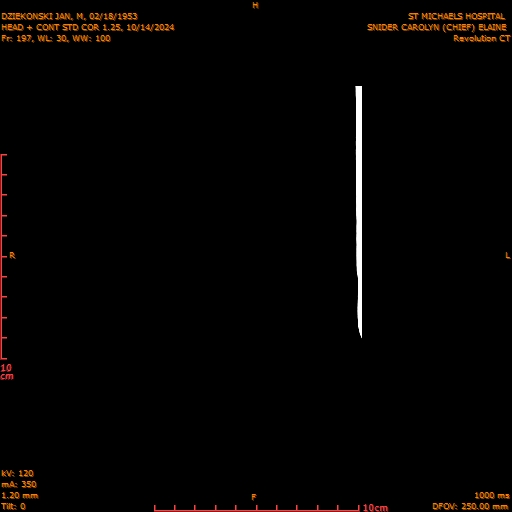 H
DZIEKONSKI JAN, M, 02/18/1953
HEAD + CONT STD COR 1.25, 10/14/2024
Fr: 197, WL: 30, WW: 100
ST MICHAELS HOSPITAL
SNIDER CAROLYN (CHIEF) ELAINE
Revolution CT
R
L
10
cm
kV: 120
mA: 350
1.20 mm
Tilt: 0
F
10cm
1000 ms
DFOV: 250.00 mm